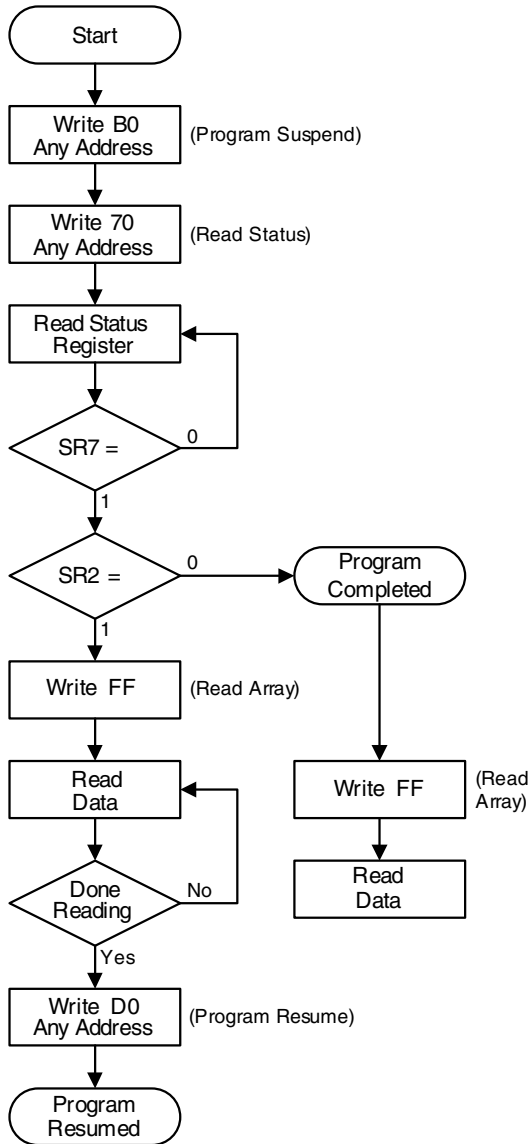 Start
Write B0
Any Address
(Program Suspend)
Write 70
Any Address
(Read Status)
Read Status
Register
SR7 =
0
1
SR2 =
0
1
Program
Completed
Write FF
(Read Array)
Read
Data
Write FF
(Read
Array)
Done
Reading
No
Yes
Read
Data
Write D0
Any Address
(Program Resume)
Program
Resumed